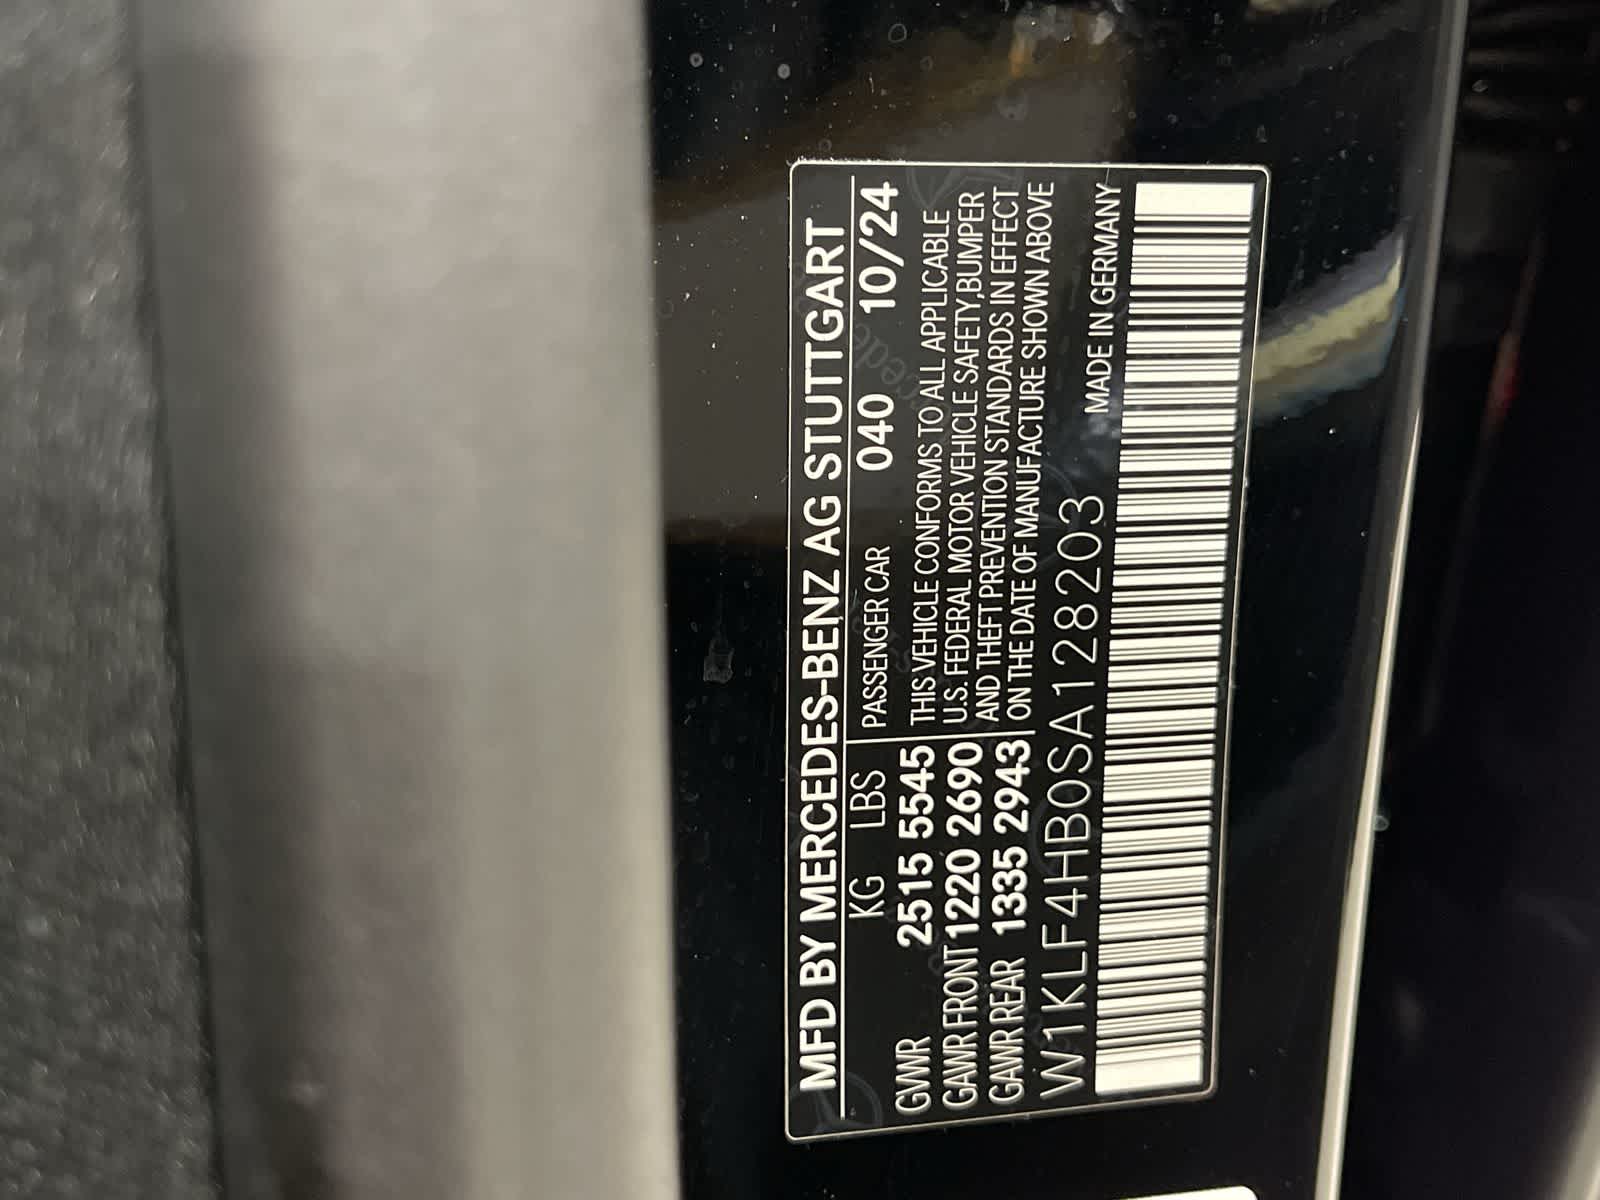 MFD BY MERCEDES-BENZ AG STUTTGART
KG LBS PASSENGER CAR 040 10/24
GVWR 2515 5545 THIS VEHICLE CONFORMS TO ALL APPLICABLE
GAWR FRONT 1220 2690 U.S. FEDERAL MOTOR VEHICLE SAFETY,BUMPER
GAWR REAR 1335 2943 AND THEFT PREVENTION STANDARDS IN EFFECT
ON THE DATE OF MANUFACTURE SHOWN ABOVE
W1KLF4HB0SA128203 MADE IN GERMANY